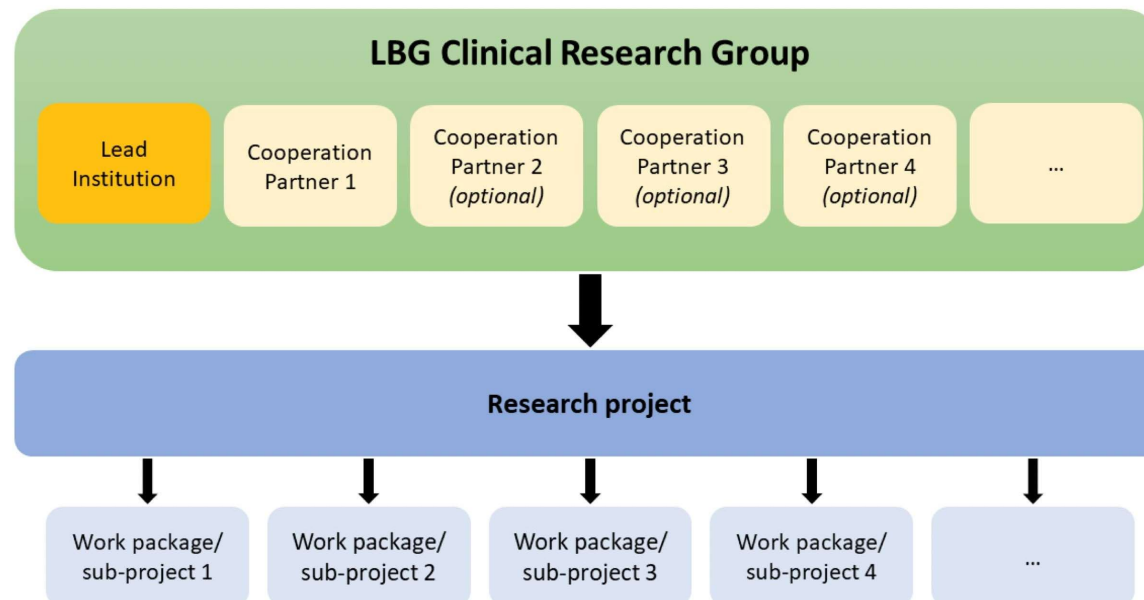 LBG Clinical Research Group
Lead
Institution
Cooperation
Partner 1
Cooperation
Partner 2
(optional)
Cooperation
Partner 3
(optional)
Cooperation
Partner 4
(optional)
...
Research project
Work package/
sub-project 1
Work package/
sub-project 2
Work package/
sub-project 3
Work package/
sub-project 4
...